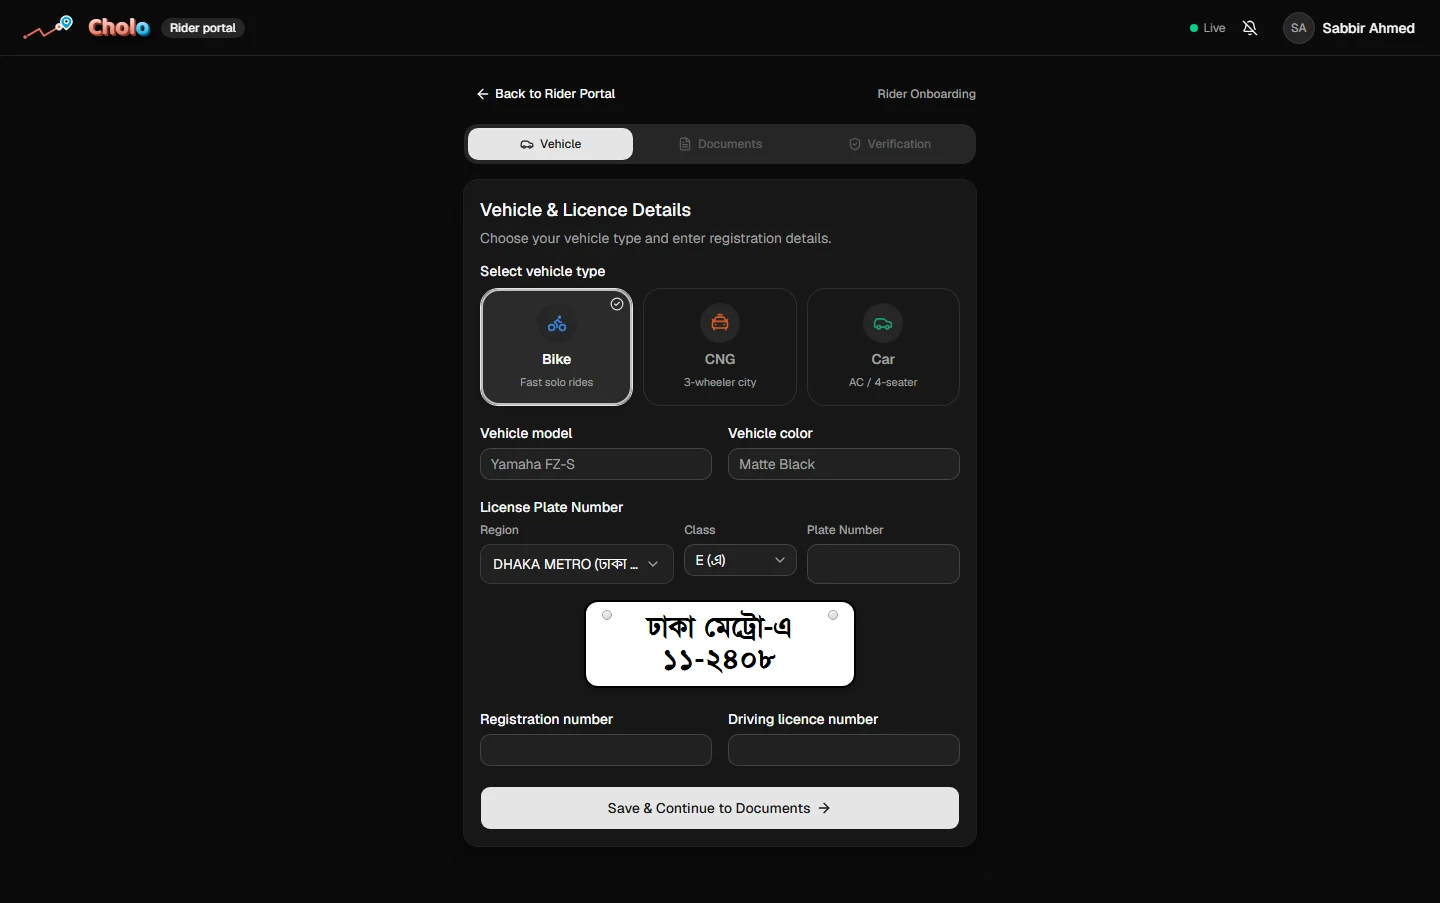 Cholo Rider portal Live SA Sabbir Ahmed
Back to Rider Portal Rider Onboarding
Vehicle Documents Verification
Vehicle & Licence Details
Choose your vehicle type and enter registration details.
Select vehicle type
Bike CNG Car
Fast solo rides 3-wheeler city AC / 4-seater
Vehicle model Vehicle color
Yamaha FZ-S Matte Black
License Plate Number
Region Class Plate Number
DHAKA METRO (ঢাকা ... E (এ)
ঢাকা মেট্রো-এ
১১-২৪০৮
Registration number Driving licence number
Save & Continue to Documents